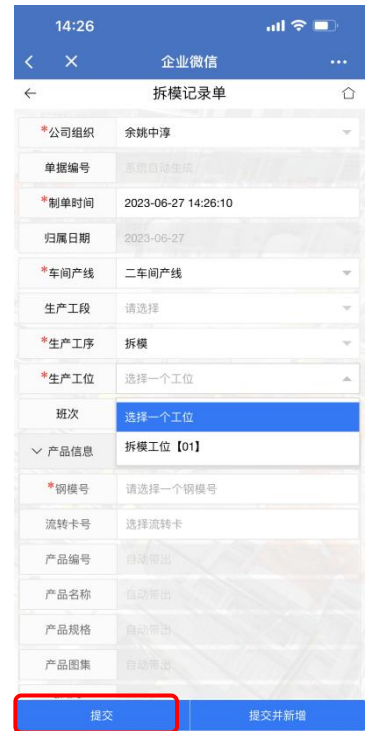 14:26
企业微信
拆模记录单
*公司组织 余姚中淳
单据编号 系统自动生成
*制单时间 2023-06-27 14:26:10
归属日期 2023-06-27
*车间产线 二车间产线
生产工段 请选择
*生产工序 拆模
*生产工位 选择一个工位
班次 选择一个工位
拆模工位【01】
产品信息
*钢模号 请选择一个钢模号
流转卡号 选择流转卡
产品编号 自动带出
产品名称 自动带出
产品规格 自动带出
产品图集 自动带出
提交 提交并新增